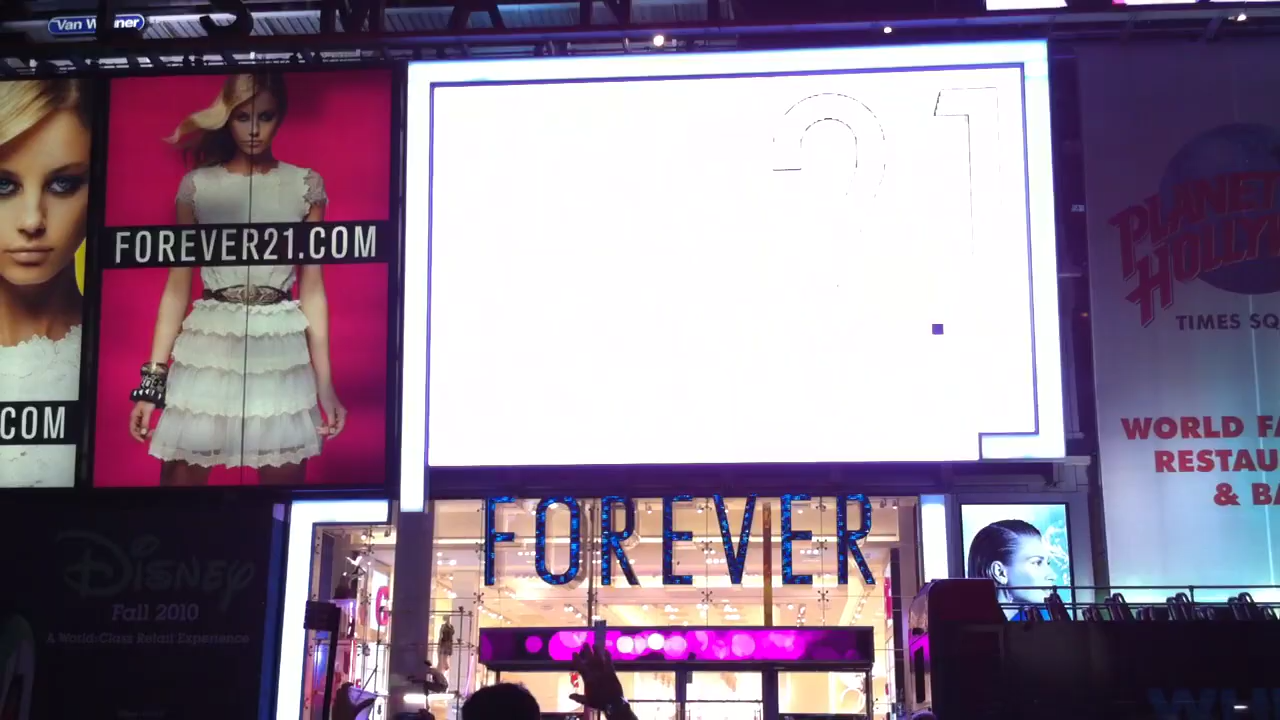 Van Wagner
FOREVER21.COM
COM
21
PLANET
HOLLY
TIMES SQ
WORLD FA
RESTAU
& BA
FOREVER
DISNEY
Fall 2010
A World-Class Retail Experience